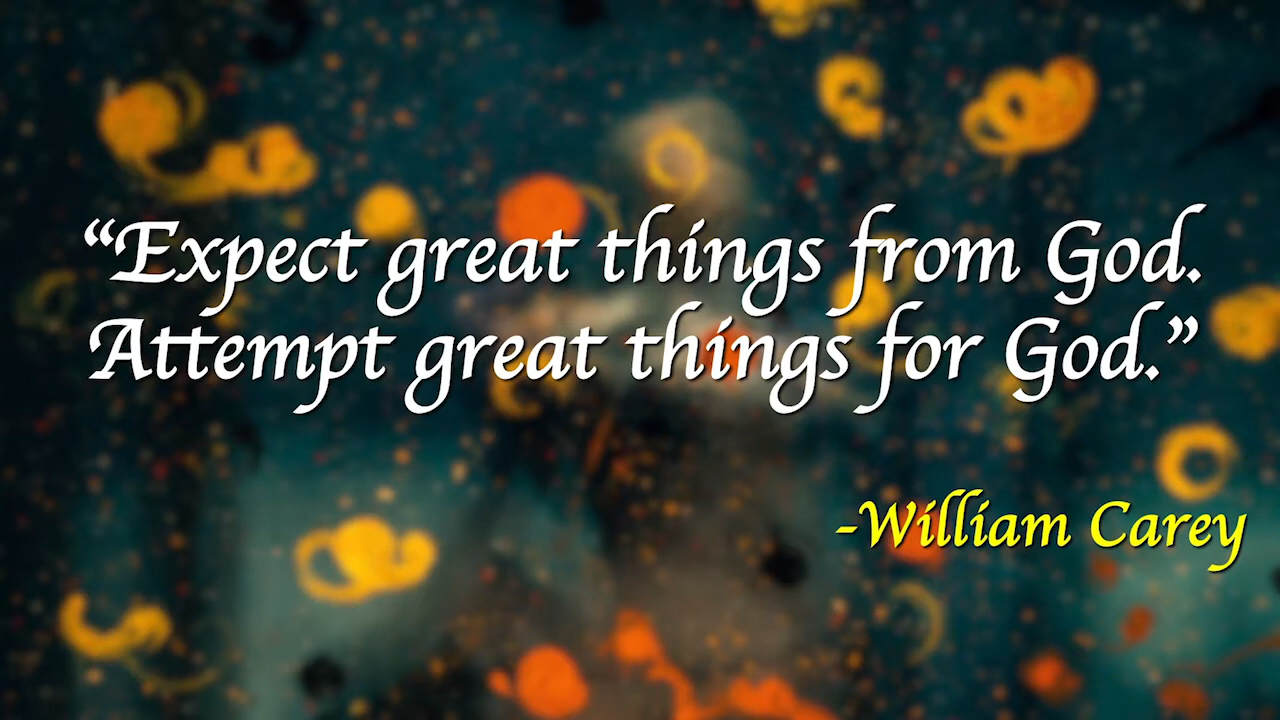 “Expect great things from God.
Attempt great things for God.”
-William Carey